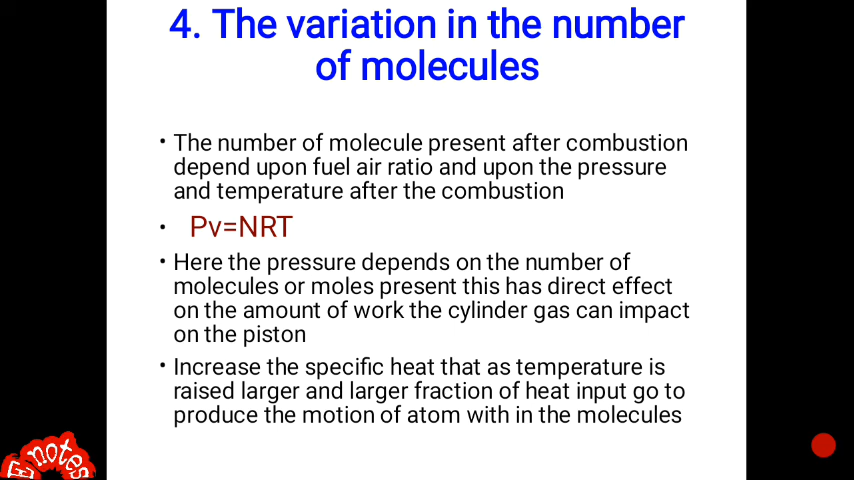 4. The variation in the number
of molecules
• The number of molecule present after combustion
depend upon fuel air ratio and upon the pressure
and temperature after the combustion
• Pv=NRT
• Here the pressure depends on the number of
molecules or moles present this has direct effect
on the amount of work the cylinder gas can impact
on the piston
• Increase the specific heat that as temperature is
raised larger and larger fraction of heat input go to
produce the motion of atom with in the molecules
E notes